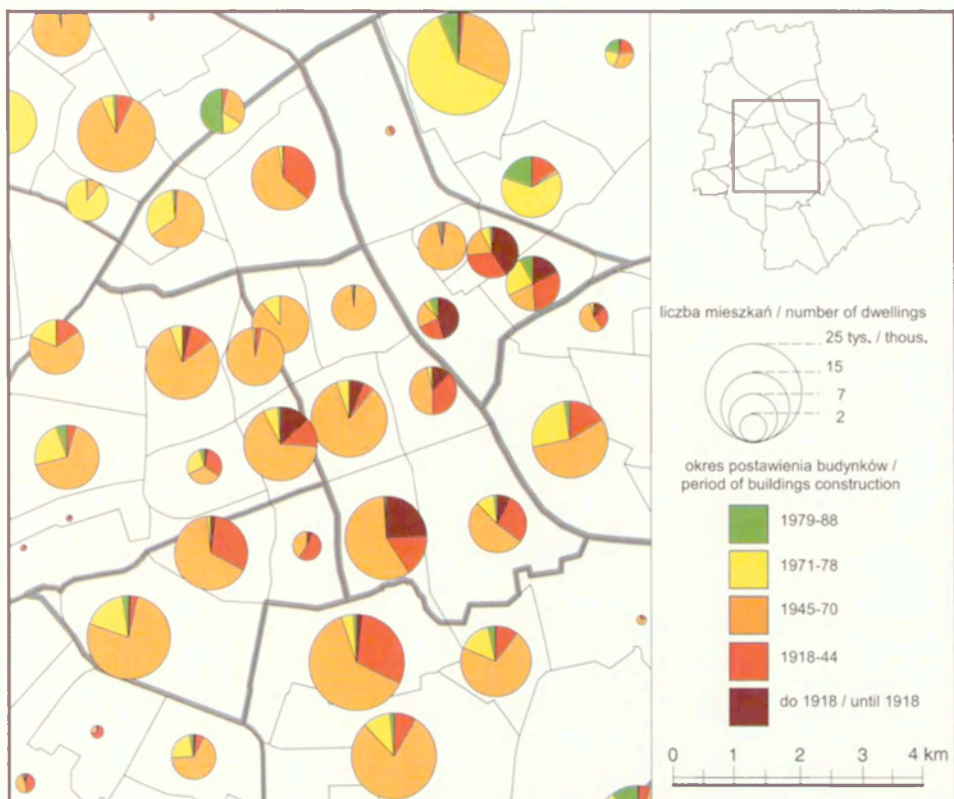 liczba mieszkań / number of dwellings
25 tys. / thous.
15
7
2
okres postawienia budynków /
period of buildings construction
1979-88
1971-78
1945-70
1918-44
do 1918 / until 1918
0 1 2 3 4 km